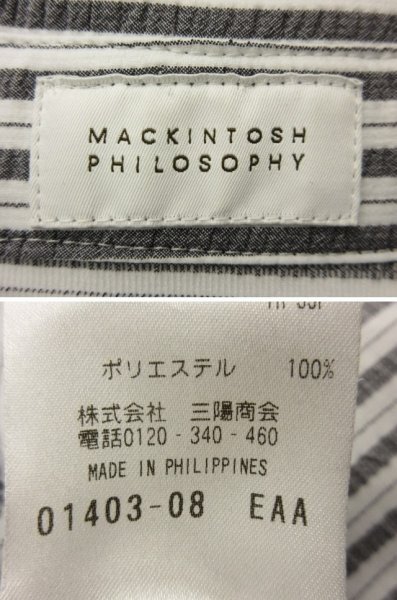 MACKINTOSH
PHILOSOPHY
ポリエステル 100%
株式会社 三陽商会
電話0120-340-460
MADE IN PHILIPPINES
01403-08 EAA